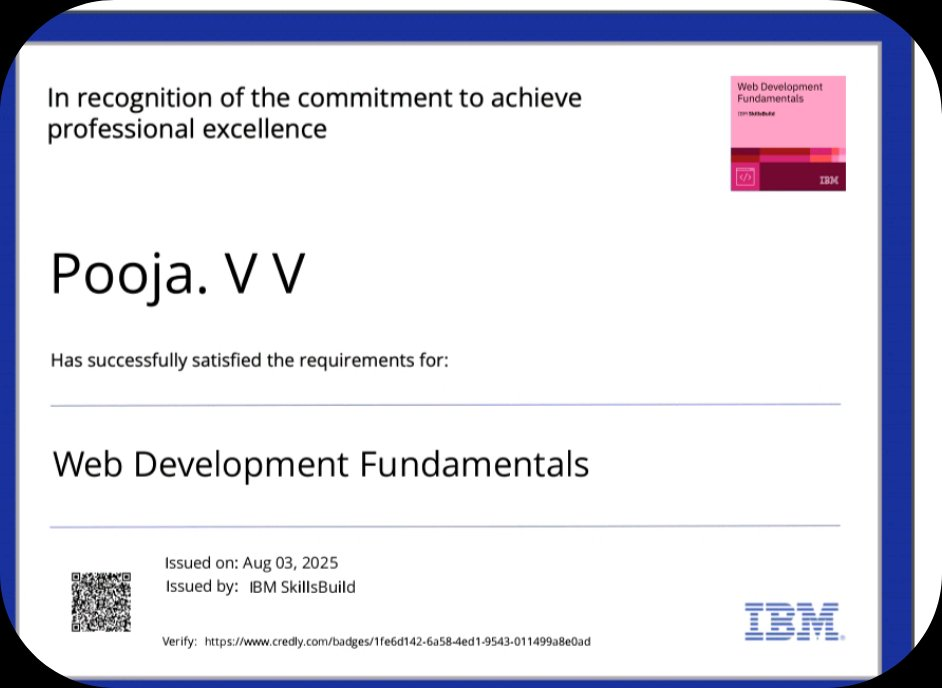 In recognition of the commitment to achieve
professional excellence
Web Development
Fundamentals
IBM SkillsBuild
IBM
Pooja. V V
Has successfully satisfied the requirements for:
Web Development Fundamentals
Issued on: Aug 03, 2025
Issued by: IBM SkillsBuild
Verify: https://www.credly.com/badges/1fe6d142-6a58-4ed1-9543-011499a8e0ad
IBM®